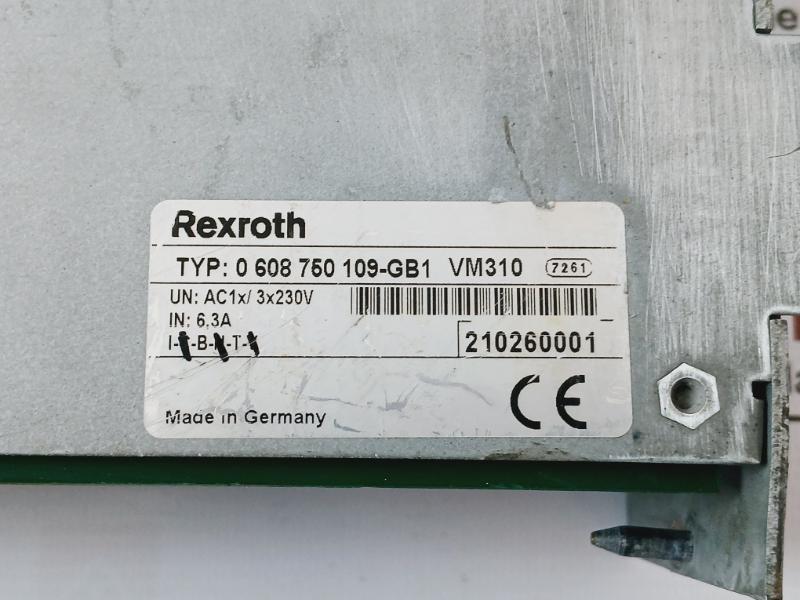 Rexroth
TYP: 0 608 750 109-GB1 VM310 7261
UN: AC1x/ 3x230V
IN: 6,3A
210260001
Made in Germany CE